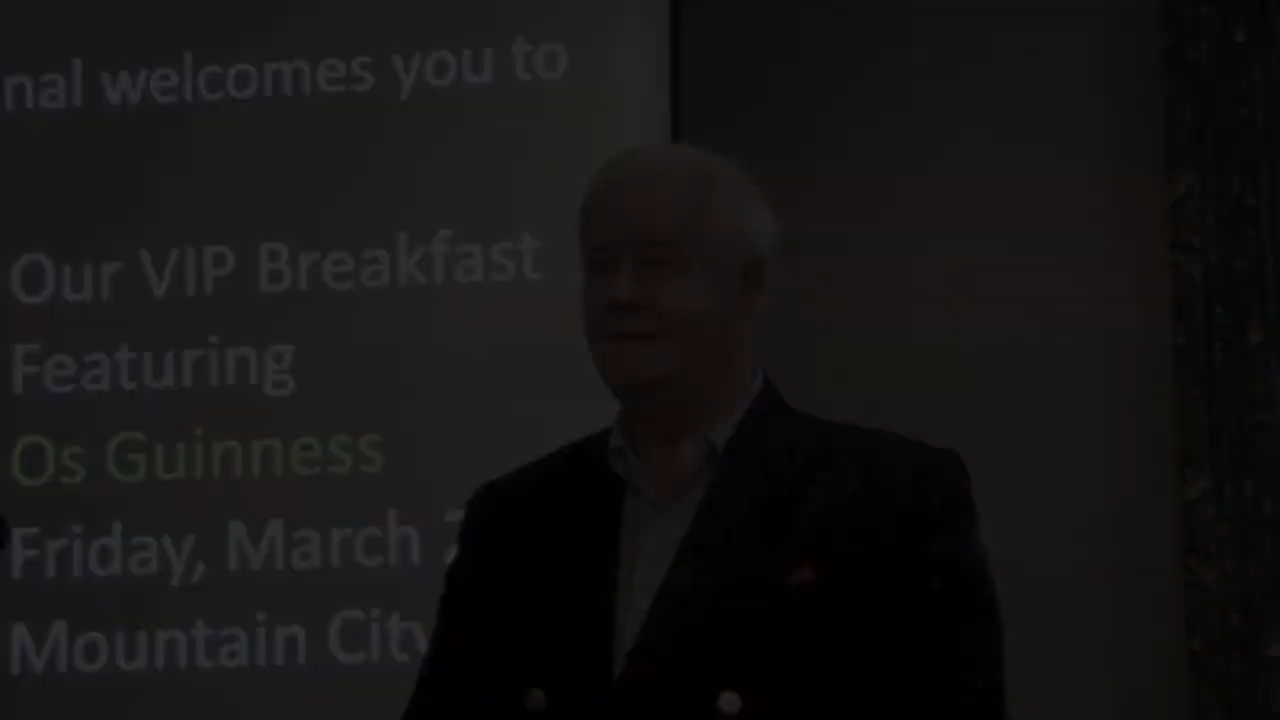 nal welcomes you to
Our VIP Breakfast
Featuring
Os Guinness
Friday, March
Mountain City